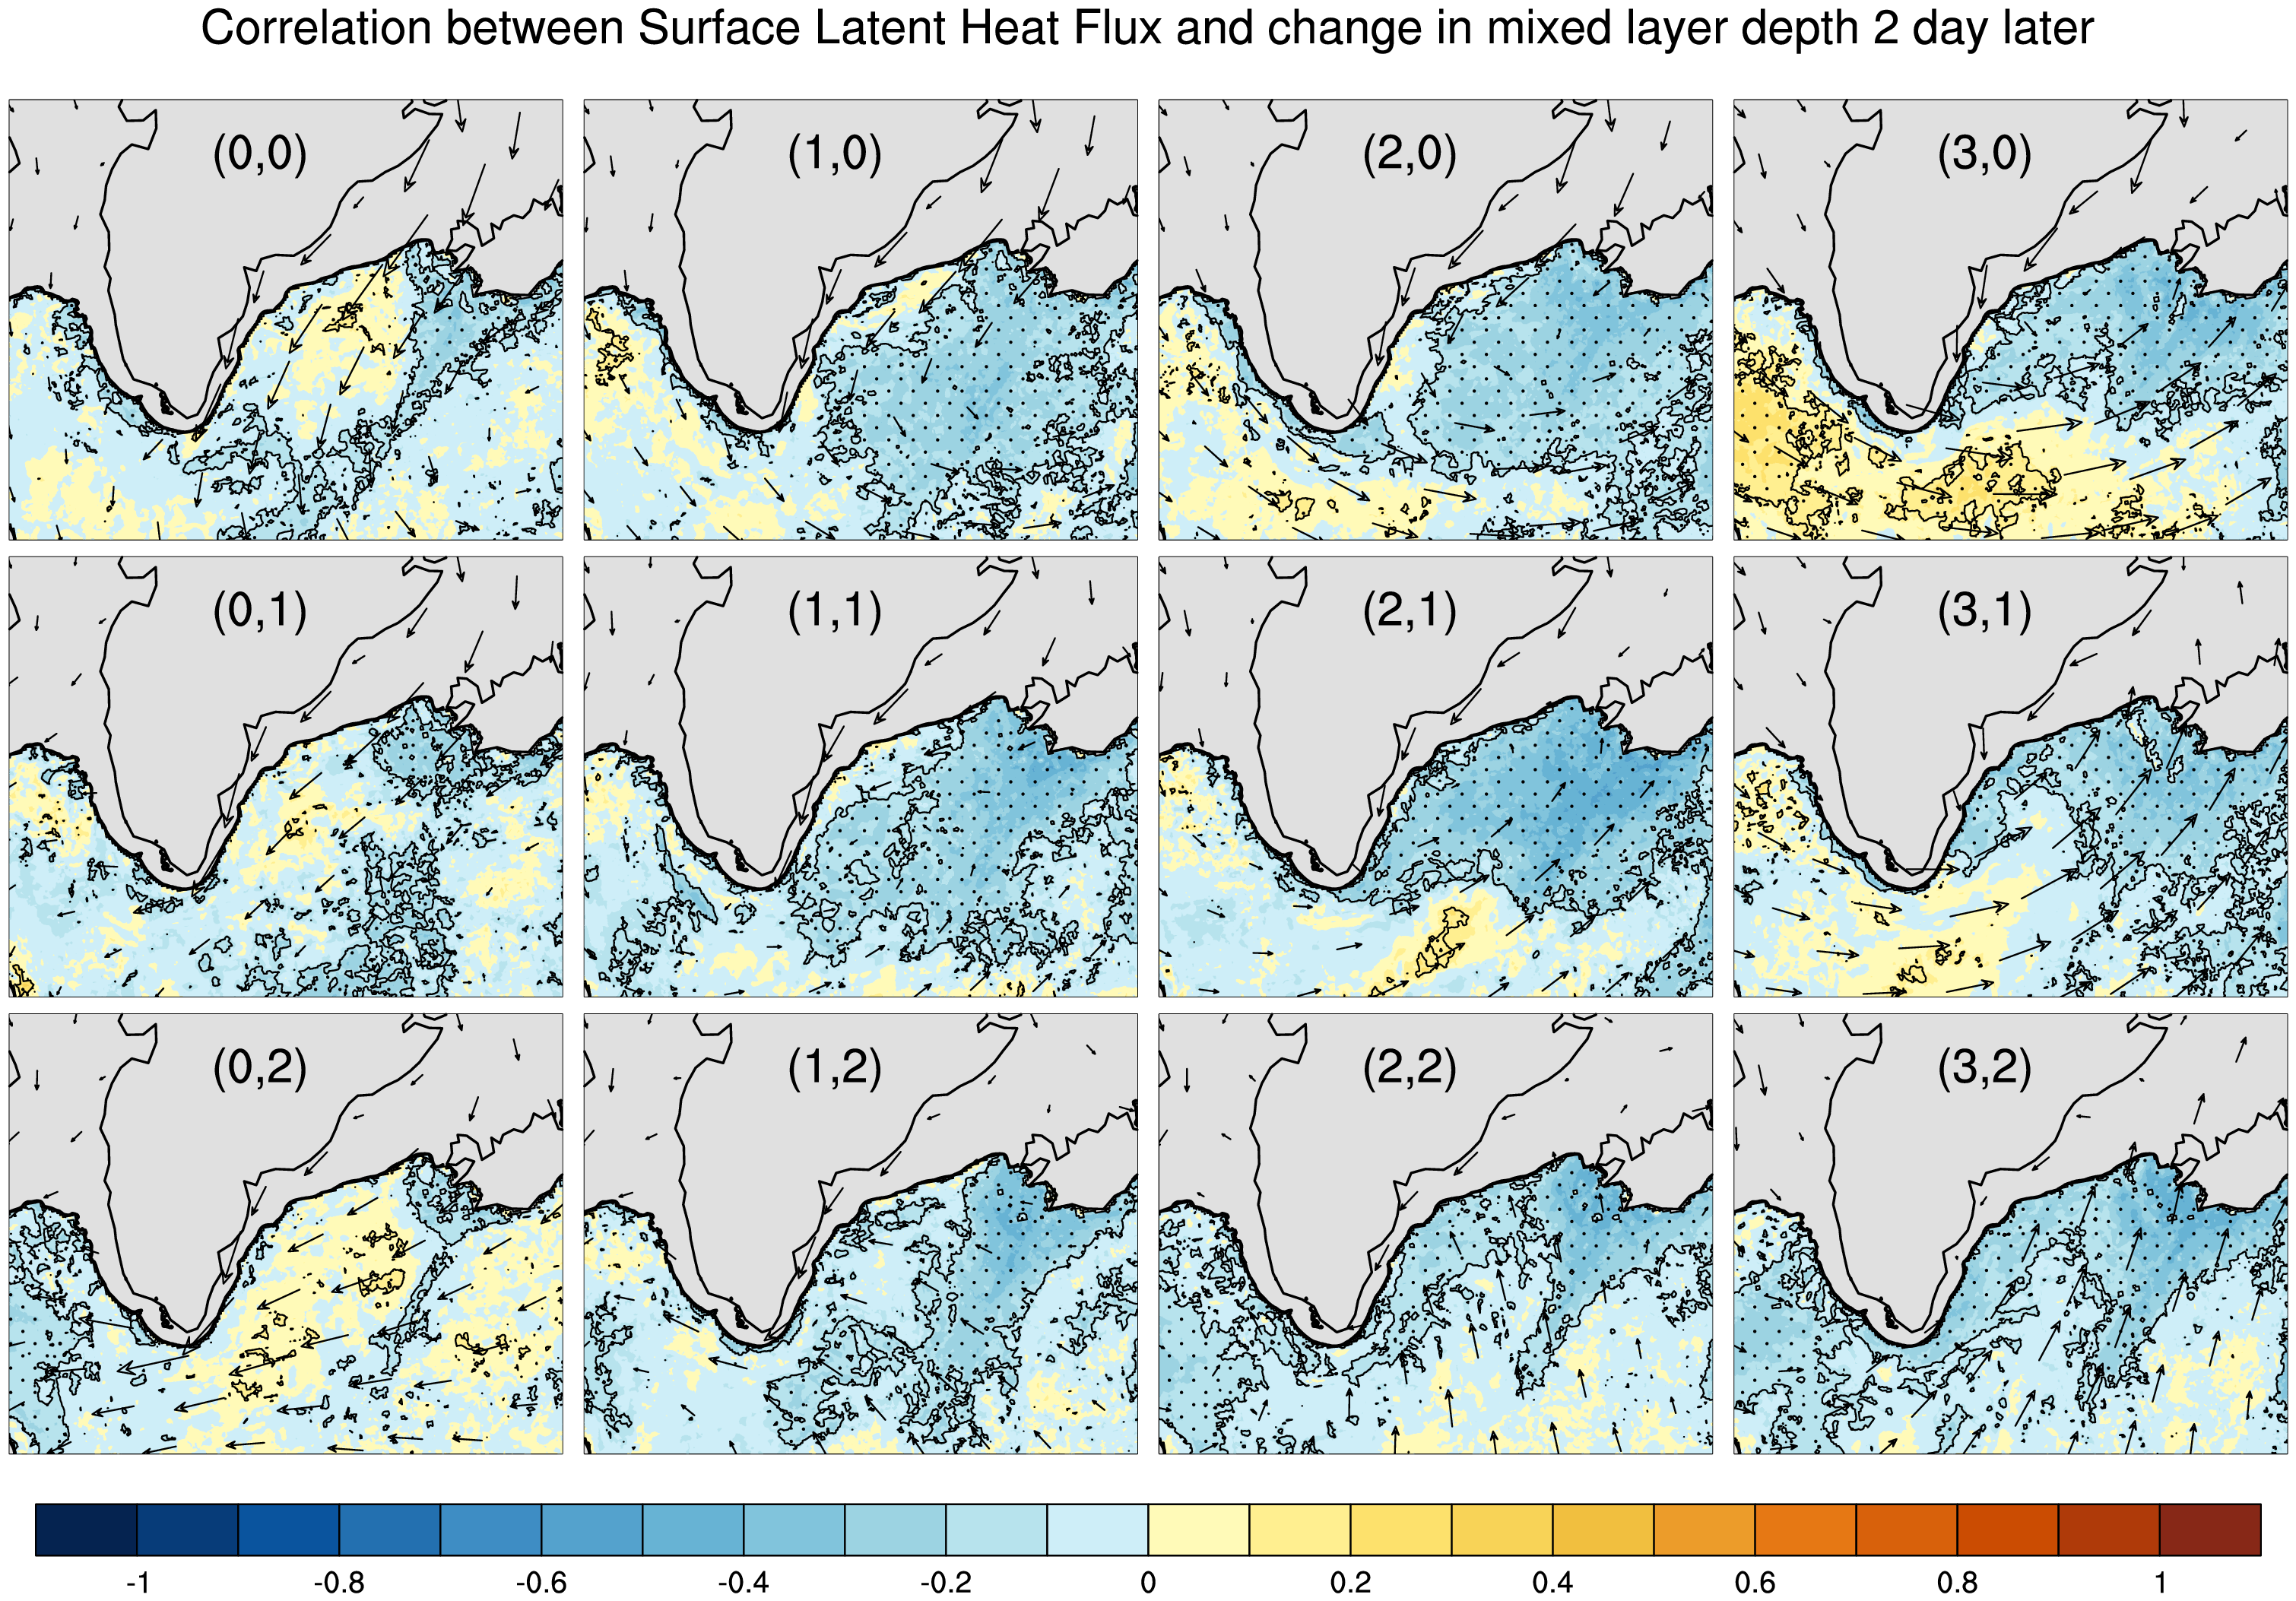 Correlation between Surface Latent Heat Flux and change in mixed layer depth 2 day later
(0,0) (1,0) (2,0) (3,0)
(0,1) (1,1) (2,1) (3,1)
(0,2) (1,2) (2,2) (3,2)
-1 -0.8 -0.6 -0.4 -0.2 0 0.2 0.4 0.6 0.8 1